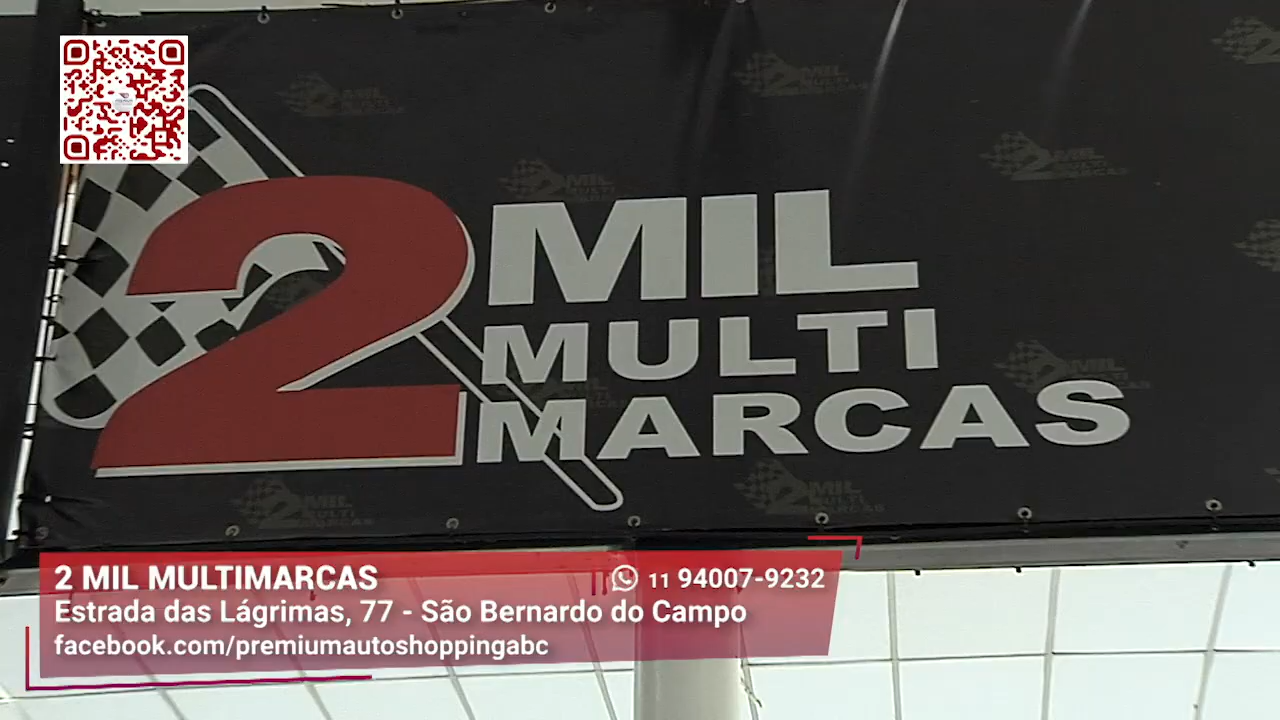 2 MIL
MULTI
MARCAS
2 MIL MULTIMARCAS
11 94007-9232
Estrada das Lágrimas, 77 - São Bernardo do Campo
facebook.com/premiumautoshoppingabc